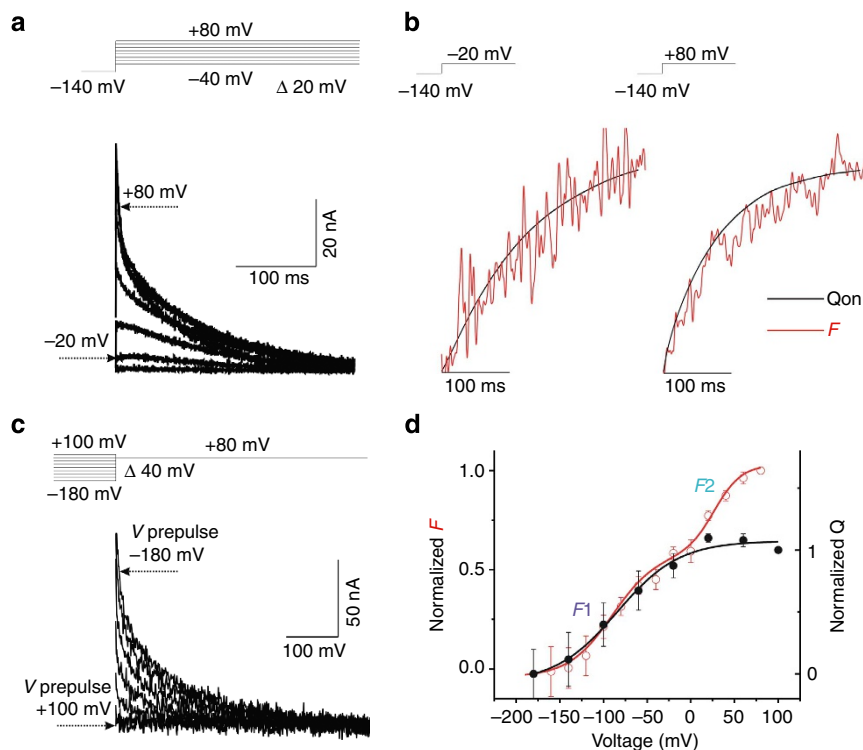 a
+80 mV
−140 mV
−40 mV
Δ 20 mV
+80 mV
20 nA
100 ms
−20 mV
b
−20 mV
−140 mV
+80 mV
−140 mV
Qon
F
100 ms
100 ms
c
+100 mV
+80 mV
Δ 40 mV
−180 mV
V prepulse
−180 mV
50 nA
100 mV
V prepulse
+100 mV
d
1.0
0.5
0.0
Normalized F
F2
F1
1
0
Normalized Q
−200 −150 −100 −50 0 50 100
Voltage (mV)